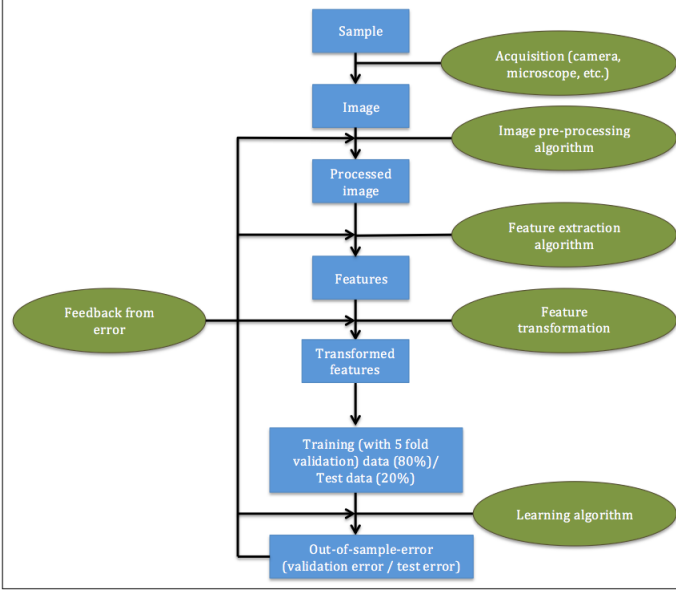 Sample
Acquisition (camera,
microscope, etc.)
Image
Image pre-processing
algorithm
Processed
image
Feature extraction
algorithm
Features
Feedback from
error
Feature
transformation
Transformed
features
Training (with 5 fold
validation) data (80%)/
Test data (20%)
Learning algorithm
Out-of-sample-error
(validation error / test error)